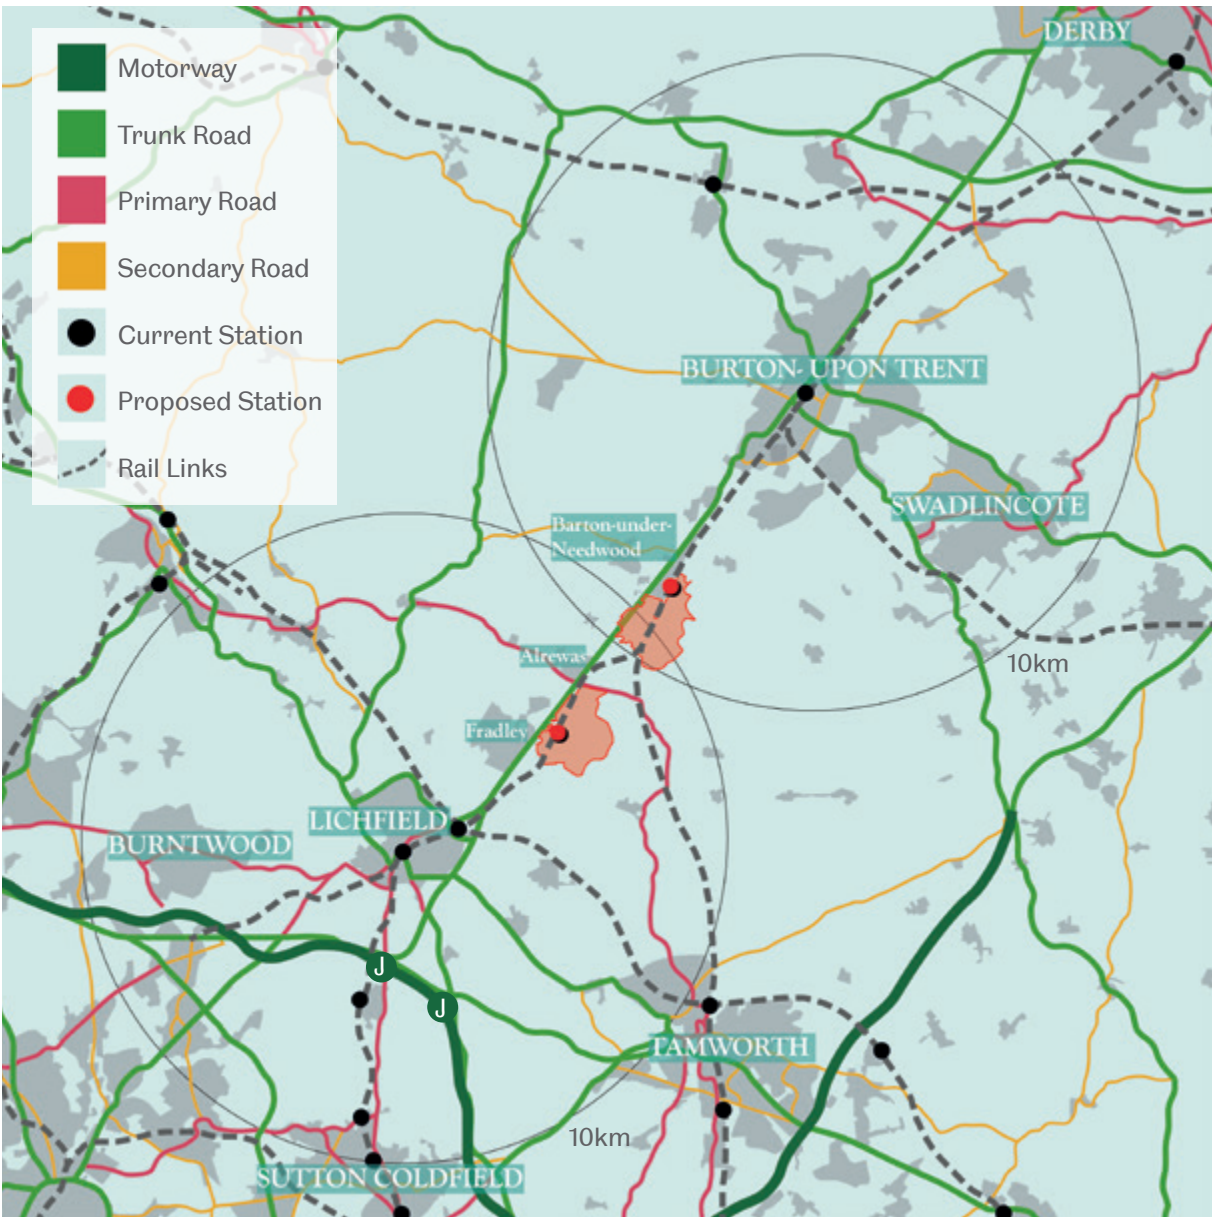 Motorway
Trunk Road
Primary Road
Secondary Road
Current Station
Proposed Station
Rail Links
DERBY
BURTON- UPON TRENT
SWADLINCOTE
Barton-under-
Needwood
Alrewas
10km
Fradley
LICHFIELD
BURNTWOOD
J
J
TAMWORTH
10km
SUTTON COLDFIELD